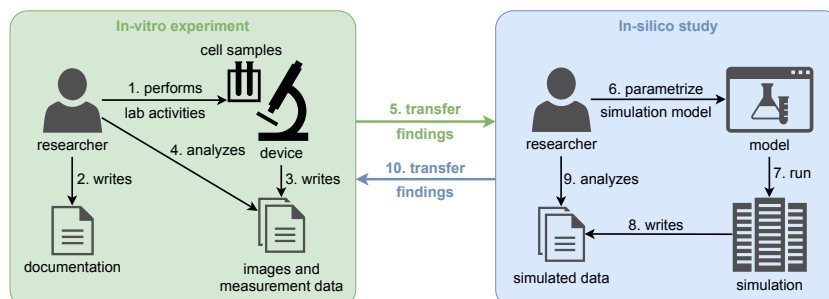 In-vitro experiment
cell samples
1. performs
lab activities
researcher
4. analyzes
device
2. writes
3. writes
documentation
images and
measurement data
5. transfer
findings
10. transfer
findings
In-silico study
6. parametrize
simulation model
researcher
model
9. analyzes
7. run
8. writes
simulated data
simulation